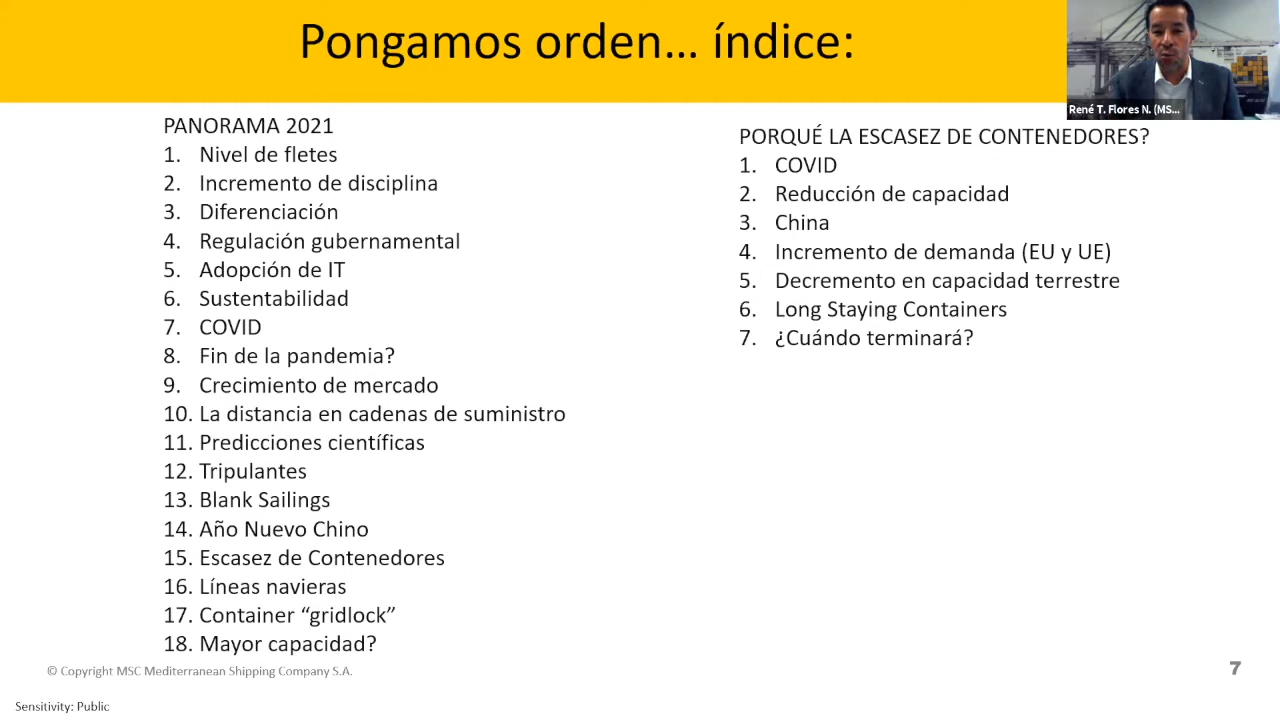 Pongamos orden... índice:
René T. Flores N. (MS...
PANORAMA 2021
1. Nivel de fletes
2. Incremento de disciplina
3. Diferenciación
4. Regulación gubernamental
5. Adopción de IT
6. Sustentabilidad
7. COVID
8. Fin de la pandemia?
9. Crecimiento de mercado
10. La distancia en cadenas de suministro
11. Predicciones científicas
12. Tripulantes
13. Blank Sailings
14. Año Nuevo Chino
15. Escasez de Contenedores
16. Líneas navieras
17. Container “gridlock”
18. Mayor capacidad?
PORQUÉ LA ESCASEZ DE CONTENEDORES?
1. COVID
2. Reducción de capacidad
3. China
4. Incremento de demanda (EU y UE)
5. Decremento en capacidad terrestre
6. Long Staying Containers
7. ¿Cuándo terminará?
© Copyright MSC Mediterranean Shipping Company S.A.
7
Sensitivity: Public